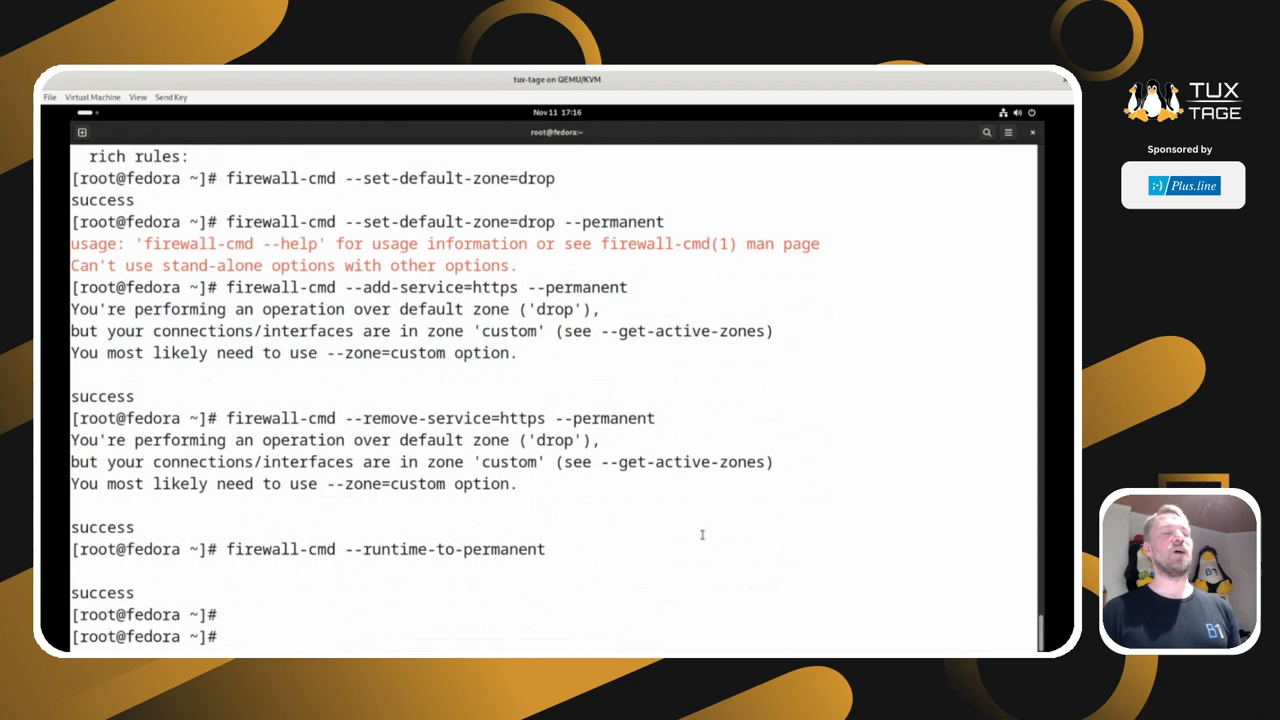 tux-tage on QEMU/KVM
File Virtual Machine View Send Key
Nov 11 17:16
root@fedora:~
rich rules:
[root@fedora ~]# firewall-cmd --set-default-zone=drop
success
[root@fedora ~]# firewall-cmd --set-default-zone=drop --permanent
usage: 'firewall-cmd --help' for usage information or see firewall-cmd(1) man page
Can't use stand-alone options with other options.
[root@fedora ~]# firewall-cmd --add-service=https --permanent
You're performing an operation over default zone ('drop'),
but your connections/interfaces are in zone 'custom' (see --get-active-zones)
You most likely need to use --zone=custom option.
success
[root@fedora ~]# firewall-cmd --remove-service=https --permanent
You're performing an operation over default zone ('drop'),
but your connections/interfaces are in zone 'custom' (see --get-active-zones)
You most likely need to use --zone=custom option.
success
[root@fedora ~]# firewall-cmd --runtime-to-permanent
success
[root@fedora ~]#
[root@fedora ~]#
TUX
TAGE
Sponsored by
;-) Plus.line
B1
B1